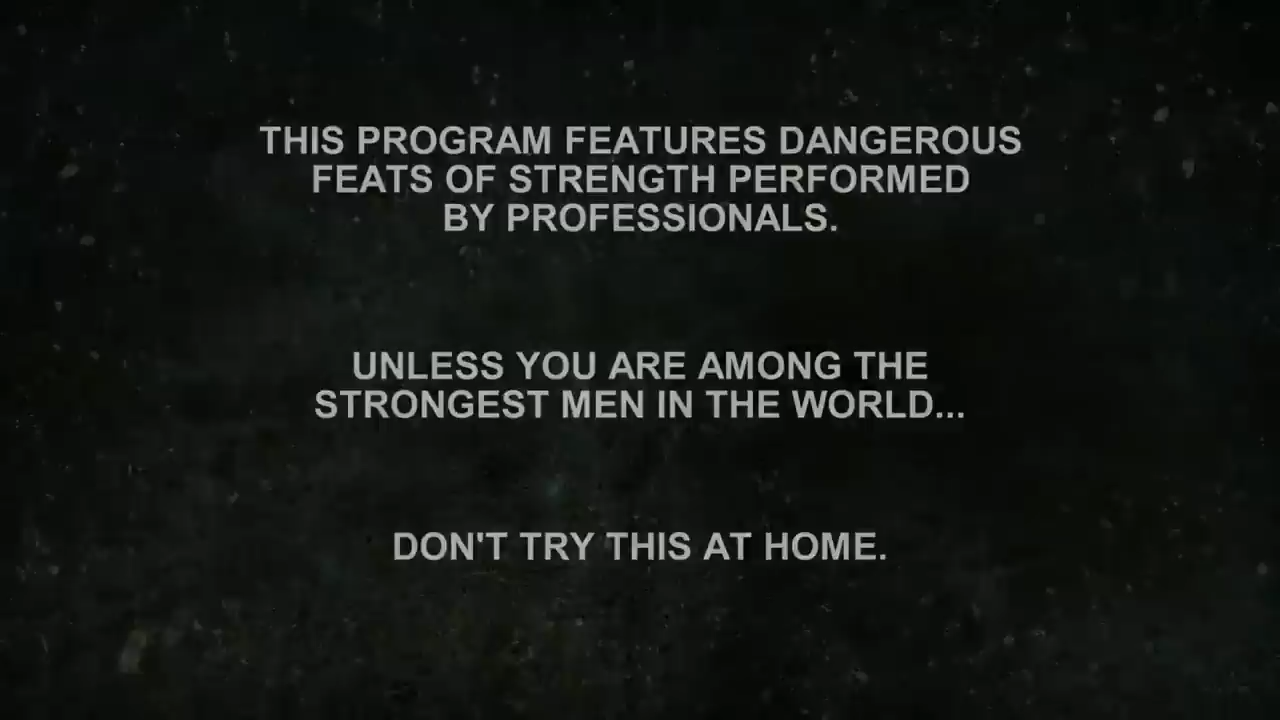 THIS PROGRAM FEATURES DANGEROUS
FEATS OF STRENGTH PERFORMED
BY PROFESSIONALS.
UNLESS YOU ARE AMONG THE
STRONGEST MEN IN THE WORLD...
DON'T TRY THIS AT HOME.